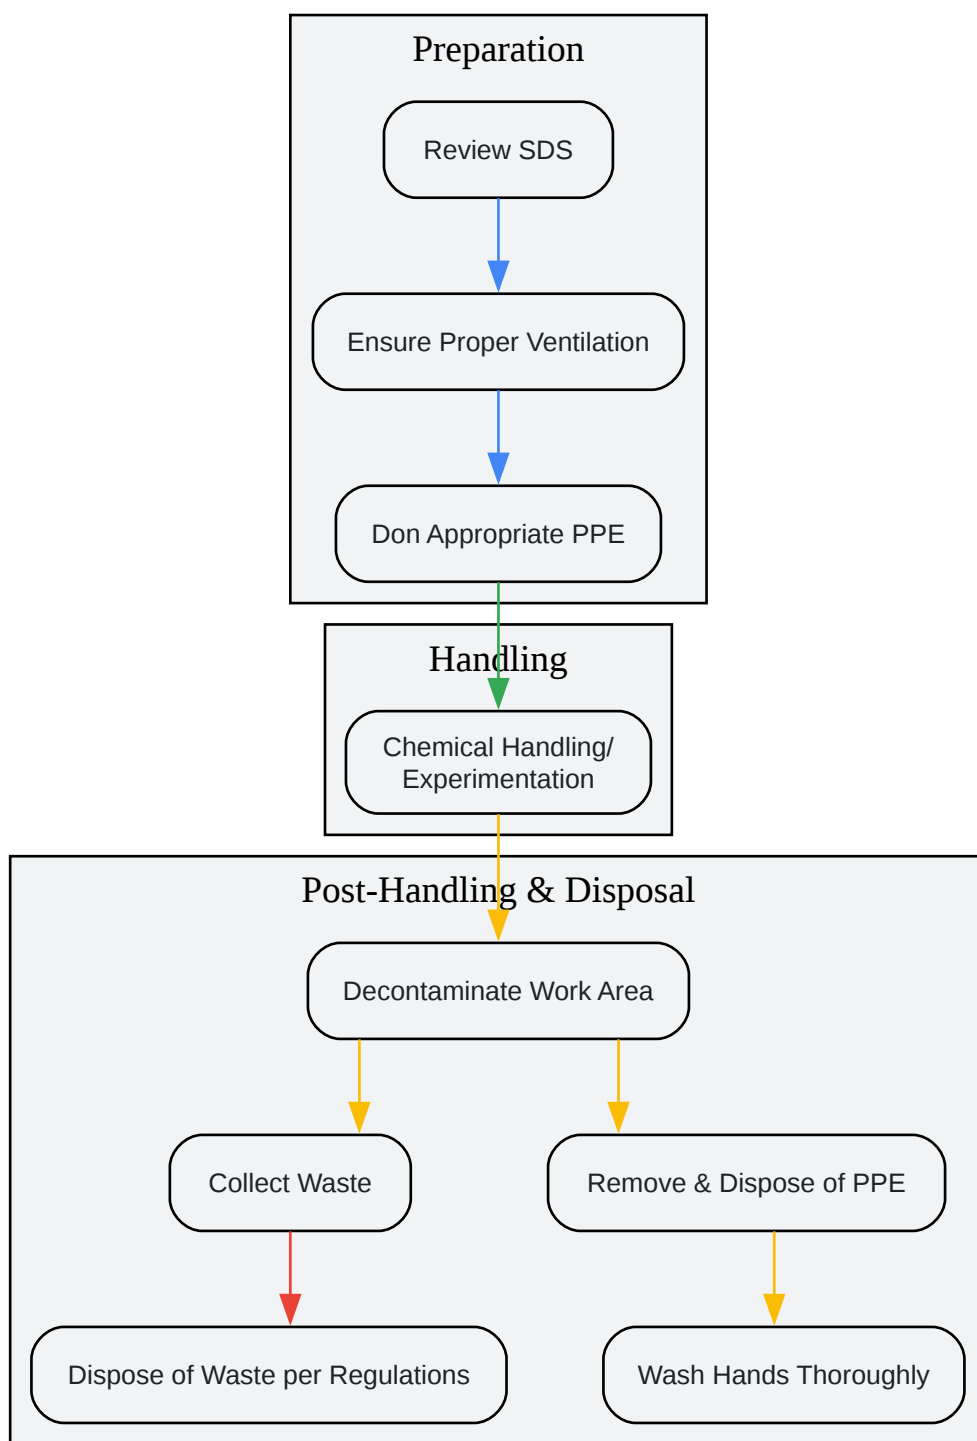 Preparation
Review SDS
Ensure Proper Ventilation
Don Appropriate PPE
Handling
Chemical Handling/
Experimentation
Post-Handling & Disposal
Decontaminate Work Area
Collect Waste
Remove & Dispose of PPE
Dispose of Waste per Regulations
Wash Hands Thoroughly